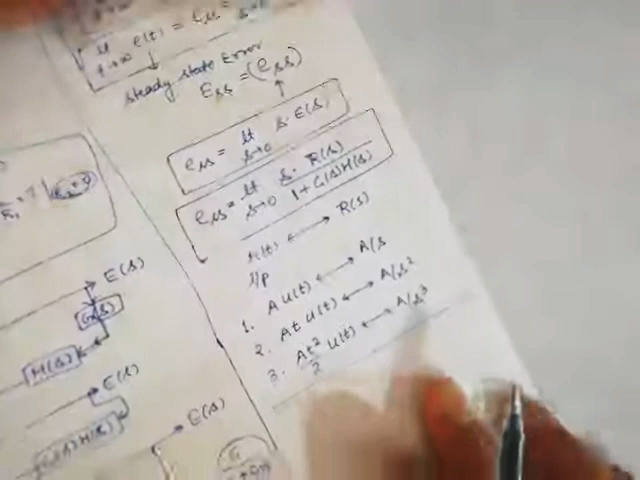 lt e(t) =
t→∞
Steady State Error
Ess = (ess)
ess = lt s·E(s)
s→0
ess = lt s· R(s)
s→0 1+G(s)H(s)
r(t) ⟷ R(s)
i/p
1. A u(t) ⟷ A/s
2. At u(t) ⟷ A/s²
3. At²/2 u(t) ⟷ A/s³
E(s)
G(s)
H(s)
E(s)
G(s)H(s)
E(s)